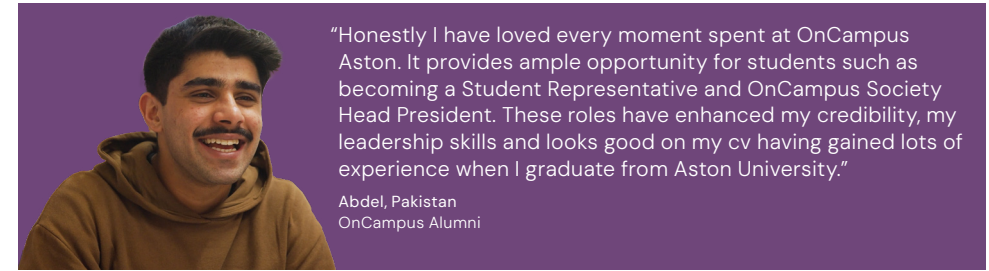 “Honestly I have loved every moment spent at OnCampus
Aston. It provides ample opportunity for students such as
becoming a Student Representative and OnCampus Society
Head President. These roles have enhanced my credibility, my
leadership skills and looks good on my cv having gained lots of
experience when I graduate from Aston University.”
Abdel, Pakistan
OnCampus Alumni